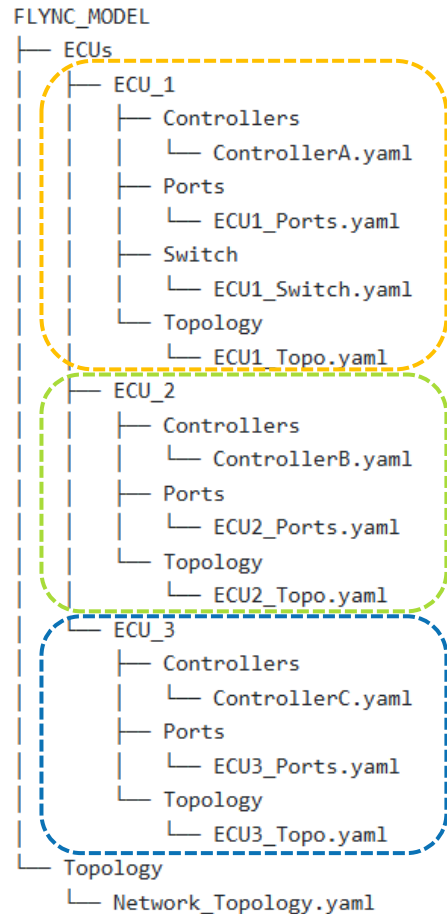 FLYNC_MODEL
├── ECUs
│   ├── ECU_1
│   │   ├── Controllers
│   │   │   └── ControllerA.yaml
│   │   ├── Ports
│   │   │   └── ECU1_Ports.yaml
│   │   ├── Switch
│   │   │   └── ECU1_Switch.yaml
│   │   └── Topology
│   │       └── ECU1_Topo.yaml
│   ├── ECU_2
│   │   ├── Controllers
│   │   │   └── ControllerB.yaml
│   │   ├── Ports
│   │   │   └── ECU2_Ports.yaml
│   │   └── Topology
│   │       └── ECU2_Topo.yaml
│   └── ECU_3
│       ├── Controllers
│       │   └── ControllerC.yaml
│       ├── Ports
│       │   └── ECU3_Ports.yaml
│       └── Topology
│           └── ECU3_Topo.yaml
└── Topology
    └── Network_Topology.yaml